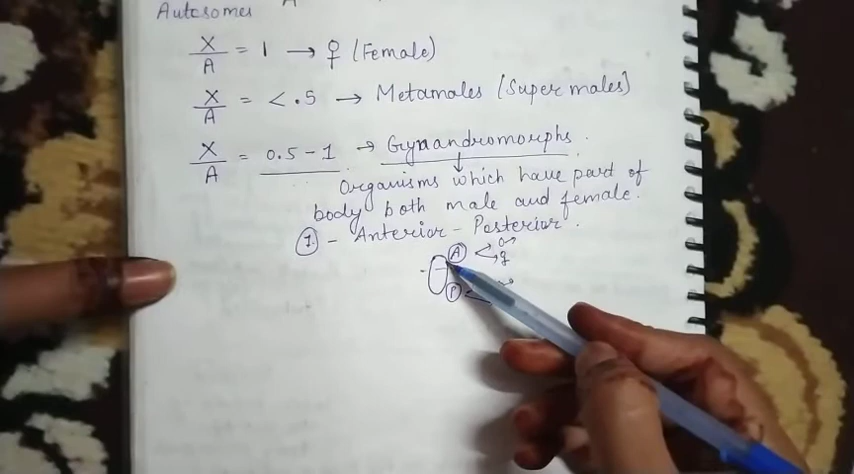 Autosomes A
X/A = 1 → ♀ (Female)
X/A = < .5 → Metamales (Super males)
X/A = 0.5 - 1 → Gynandromorphs.
Organisms which have part of
body both male and female.
1. - Anterior - Posterior.
A ♂ ♀
P